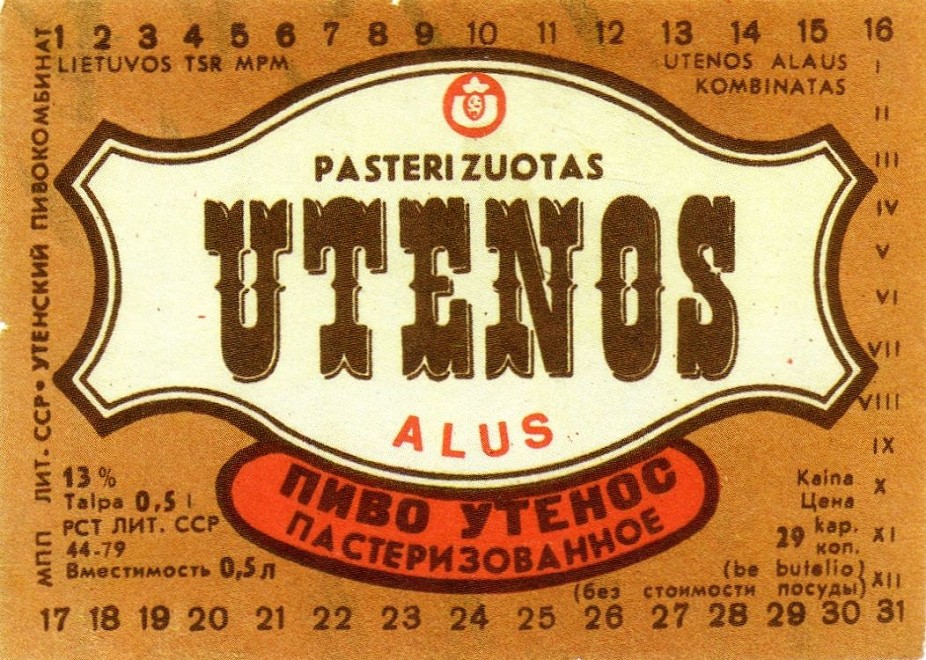 1 2 3 4 5 6 7 8 9 10 11 12 13 14 15 16
LIETUVOS TSR MPM
UTENOS ALAUS
KOMBINATAS
I
II
III
IV
V
VI
VII
VIII
IX
X
XI
XII
МПП ЛИТ. ССР • УТЕНСКИЙ ПИВОКОМБИНАТ
PASTERIZUOTAS
UTENOS
ALUS
ПИВО УТЕНОС
ПАСТЕРИЗОВАННОЕ
13 %
Talpa 0,5 l
РСТ ЛИТ. ССР
44-79
Вместимость 0,5 л
Kaina
Цена
29 kap.
коп.
(be butelio)
(без стоимости посуды)
17 18 19 20 21 22 23 24 25 26 27 28 29 30 31